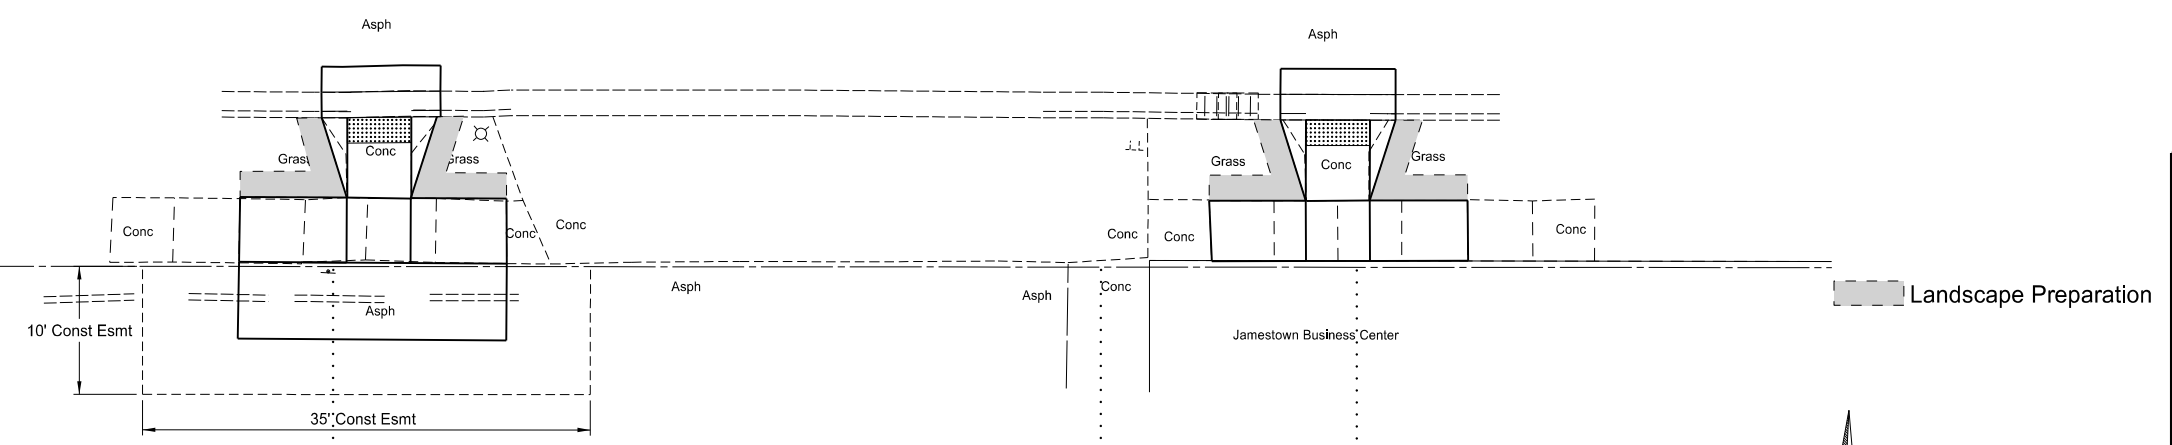 Asph
Asph
Grass
Conc
Grass
Grass
Conc
Grass
Conc
Conc
Conc
Conc
Conc
Conc
Asph
Asph
Conc
Landscape Preparation
Asph
10' Const Esmt
Jamestown Business Center
35' Const Esmt